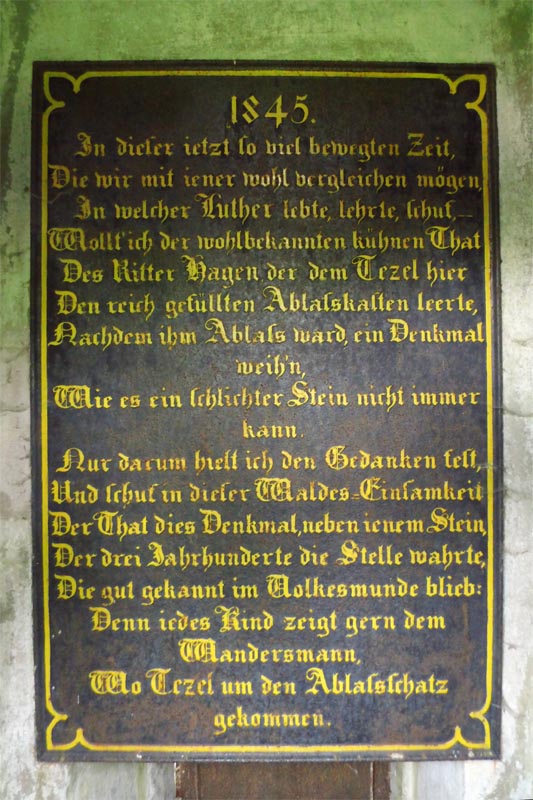 1845.
In dieser ietzt so viel bewegten Zeit,
Die wir mit iener wohl vergleichen mögen,
In welcher Luther lebte, lehrte, schuf,—
Wollt' ich der wohlbekannten kühnen That
Des Ritter Hagen der dem Tezel hier
Den reich gefüllten Ablasskasten leerte,
Nachdem ihm Ablass ward, ein Denkmal
weih'n,
Wie es ein schlichter Stein nicht immer
kann.
Nur darum hielt ich den Gedanken fest,
Und schuf in dieser Waldes-Einsamkeit
Der That dies Denkmal, neben ienem Stein,
Der drei Jahrhunderte die Stelle wahrte,
Die gut gekannt im Volkesmunde blieb:
Denn iedes Kind zeigt gern dem
Wandersmann,
Wo Tezel um den Ablassschatz
gekommen.